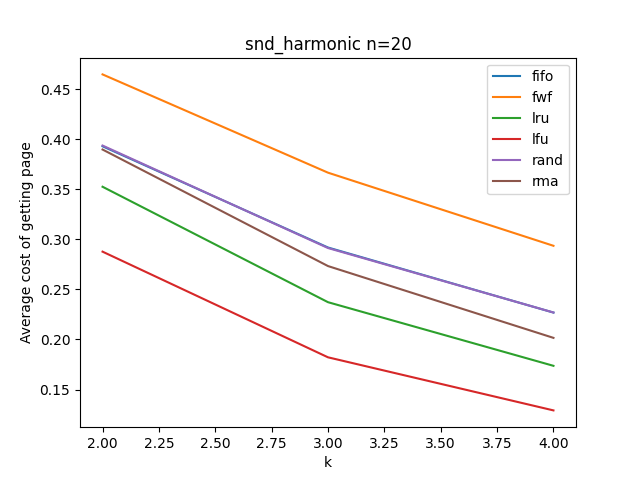 snd_harmonic n=20
Average cost of getting page
0.45
0.40
0.35
0.30
0.25
0.20
0.15
fifo
fwf
lru
lfu
rand
rma
2.00 2.25 2.50 2.75 3.00 3.25 3.50 3.75 4.00
k